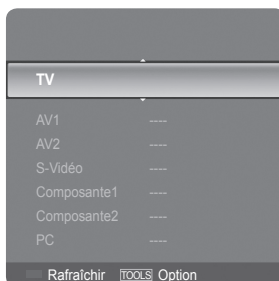 TV
AV1 ----
AV2 ----
S-Vidéo ----
Composante1 ----
Composante2 ----
PC ----
Rafraîchir TOOLS Option